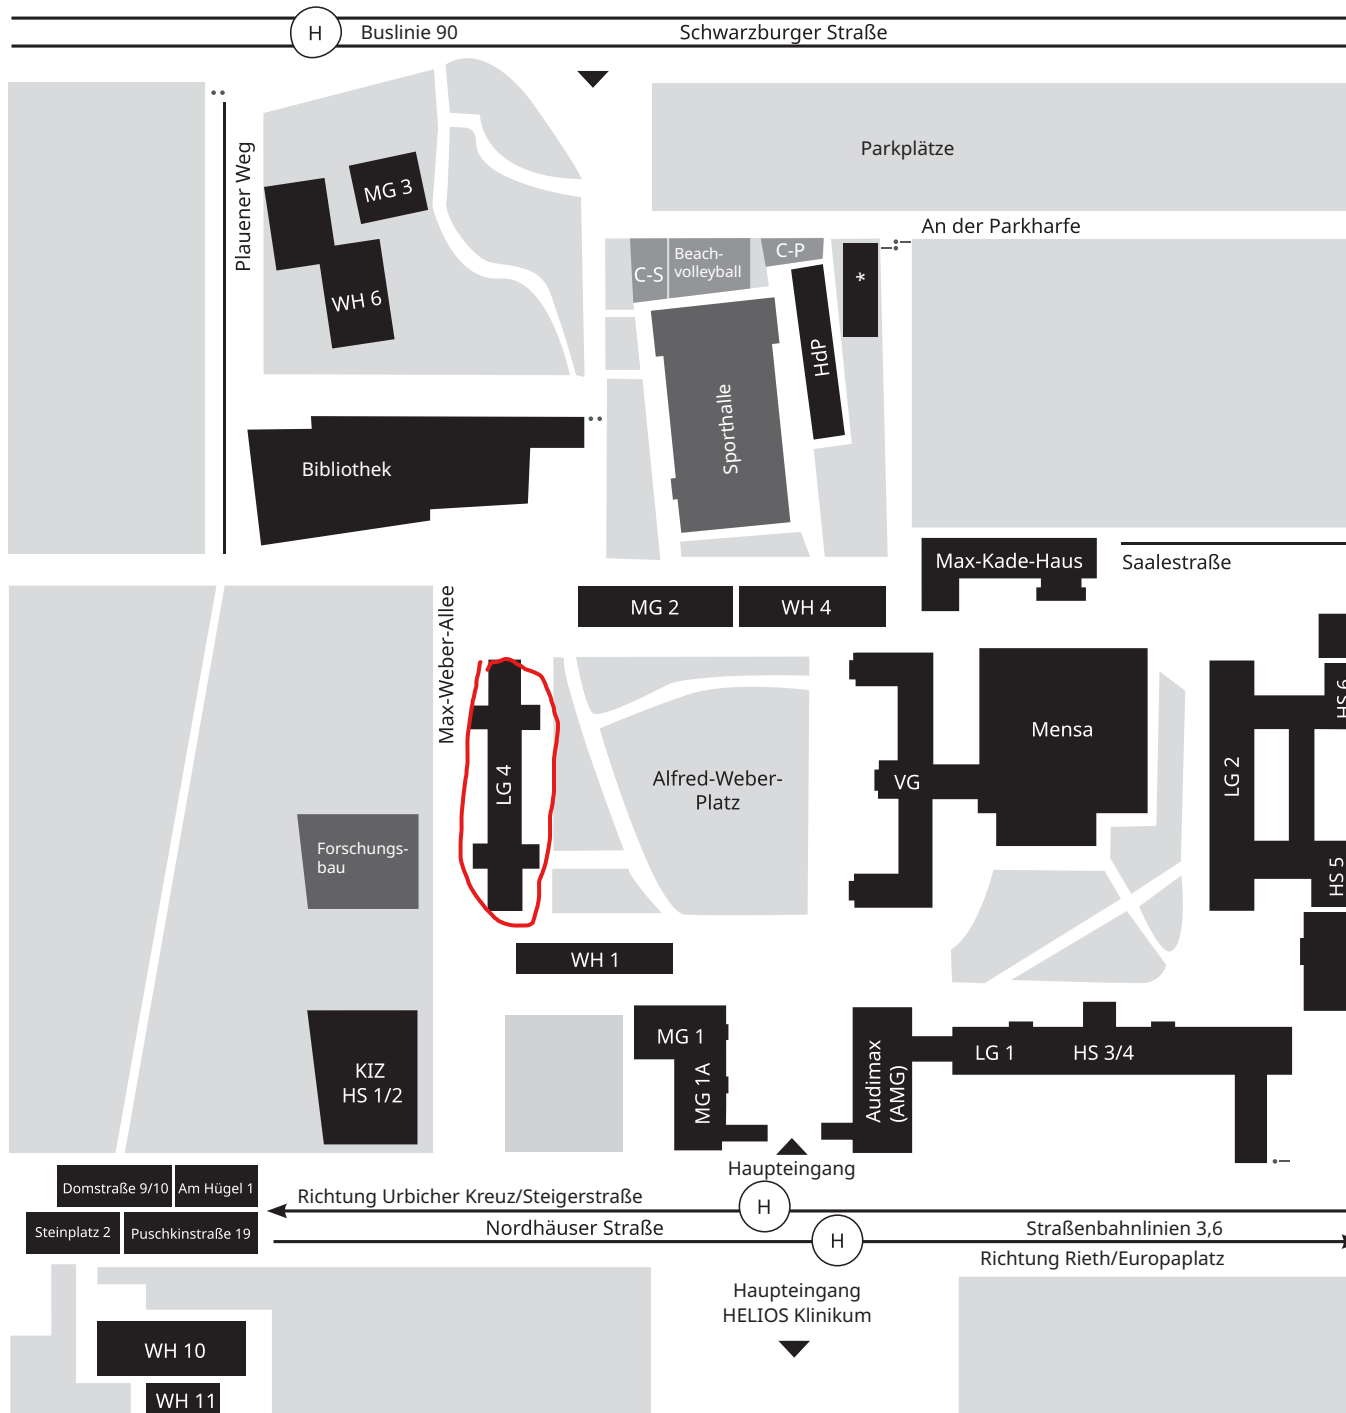 H
Buslinie 90
Schwarzburger Straße
Parkplätze
Plauener Weg
MG 3
An der Parkharfe
C-S
Beach-
volleyball
C-P
*
WH 6
HdP
Sporthalle
Bibliothek
Max-Kade-Haus
Saalestraße
Max-Weber-Allee
MG 2
WH 4
HS 6
Mensa
LG 4
Alfred-Weber-
Platz
VG
LG 2
Forschungs-
bau
HS 5
WH 1
MG 1
MG 1A
Audimax
(AMG)
LG 1
HS 3/4
KIZ
HS 1/2
Haupteingang
Domstraße 9/10
Am Hügel 1
Richtung Urbicher Kreuz/Steigerstraße
H
Steinplatz 2
Puschkinstraße 19
Nordhäuser Straße
H
Straßenbahnlinien 3,6
Richtung Rieth/Europaplatz
Haupteingang
HELIOS Klinikum
WH 10
WH 11